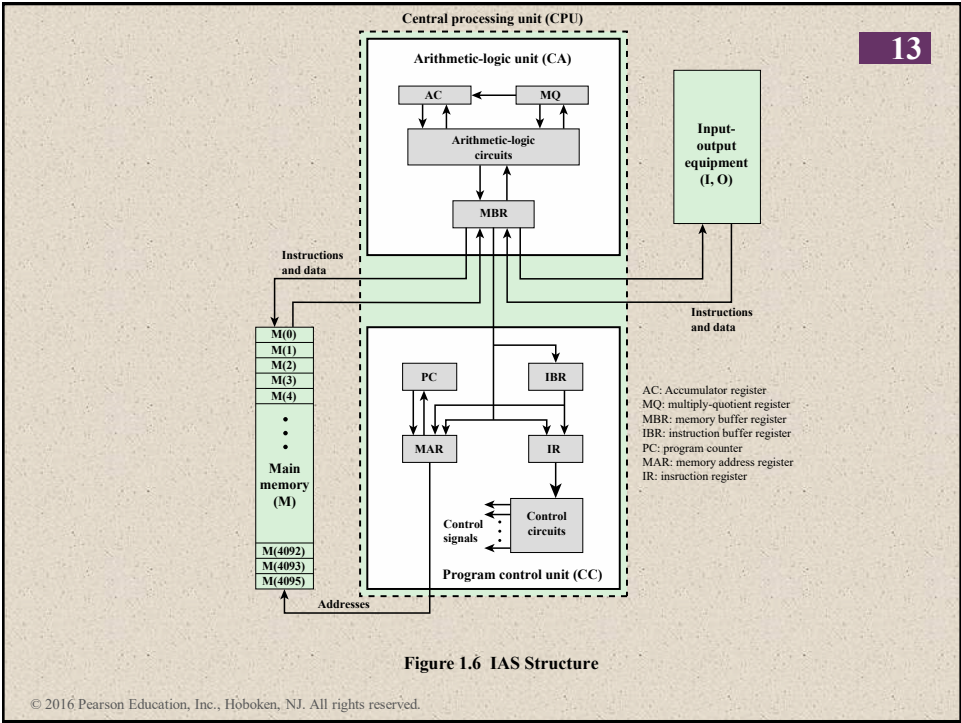 Central processing unit (CPU)
13
Arithmetic-logic unit (CA)
AC
MQ
Arithmetic-logic
circuits
MBR
Input-
output
equipment
(I, O)
Instructions
and data
Instructions
and data
M(0)
M(1)
M(2)
M(3)
M(4)
Main
memory
(M)
M(4092)
M(4093)
M(4095)
PC
IBR
MAR
IR
Control
circuits
Control
signals
Program control unit (CC)
Addresses
AC: Accumulator register
MQ: multiply-quotient register
MBR: memory buffer register
IBR: instruction buffer register
PC: program counter
MAR: memory address register
IR: insruction register
Figure 1.6 IAS Structure
© 2016 Pearson Education, Inc., Hoboken, NJ. All rights reserved.